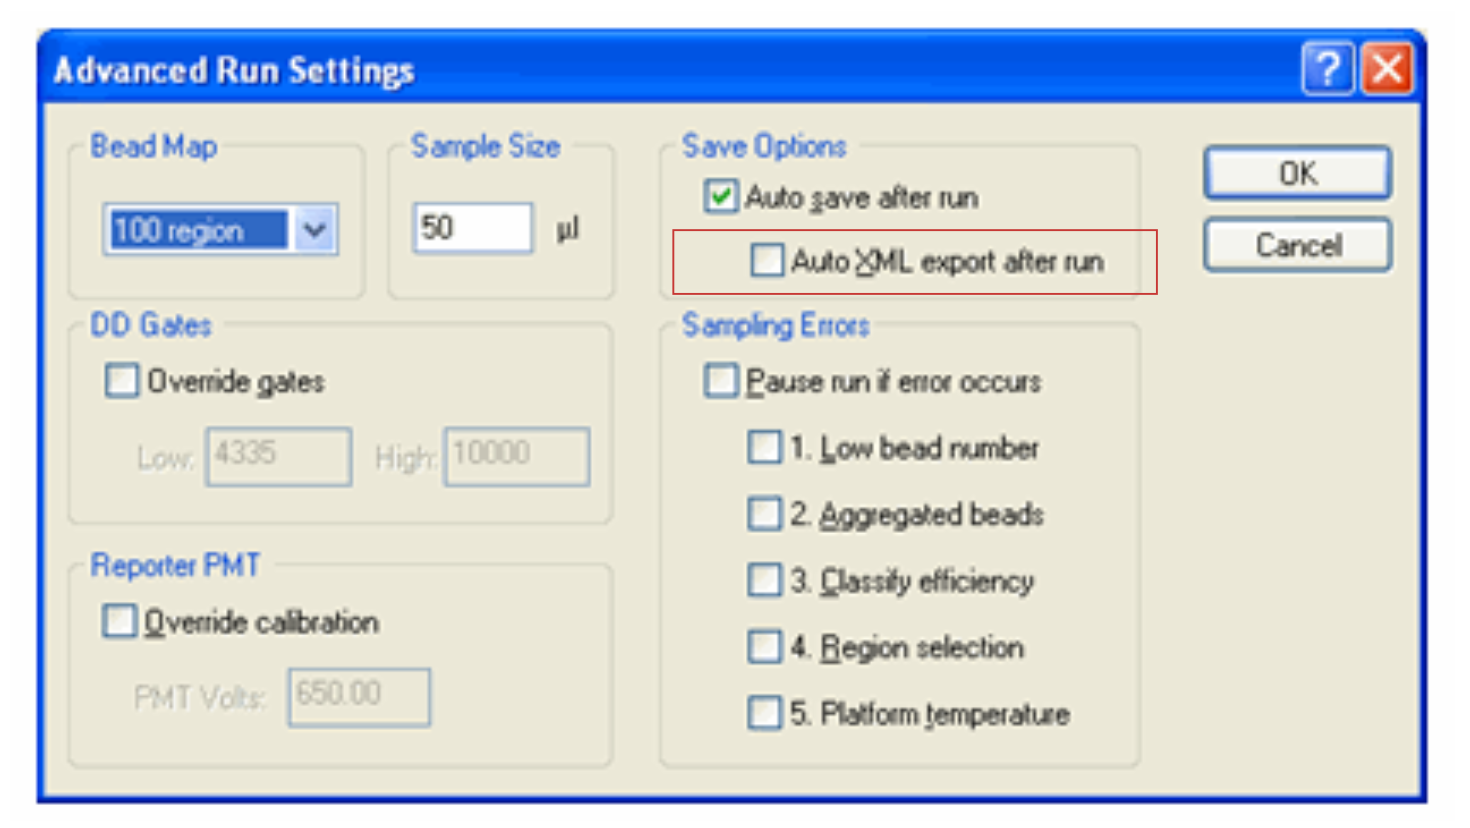 Advanced Run Settings
Bead Map
100 region
Sample Size
50 µl
Save Options
Auto save after run
Auto XML export after run
OK
Cancel
DD Gates
Override gates
Low: 4335 High: 10000
Reporter PMT
Override calibration
PMT Volts: 650.00
Sampling Errors
Pause run if error occurs
1. Low bead number
2. Aggregated beads
3. Classify efficiency
4. Region selection
5. Platform temperature